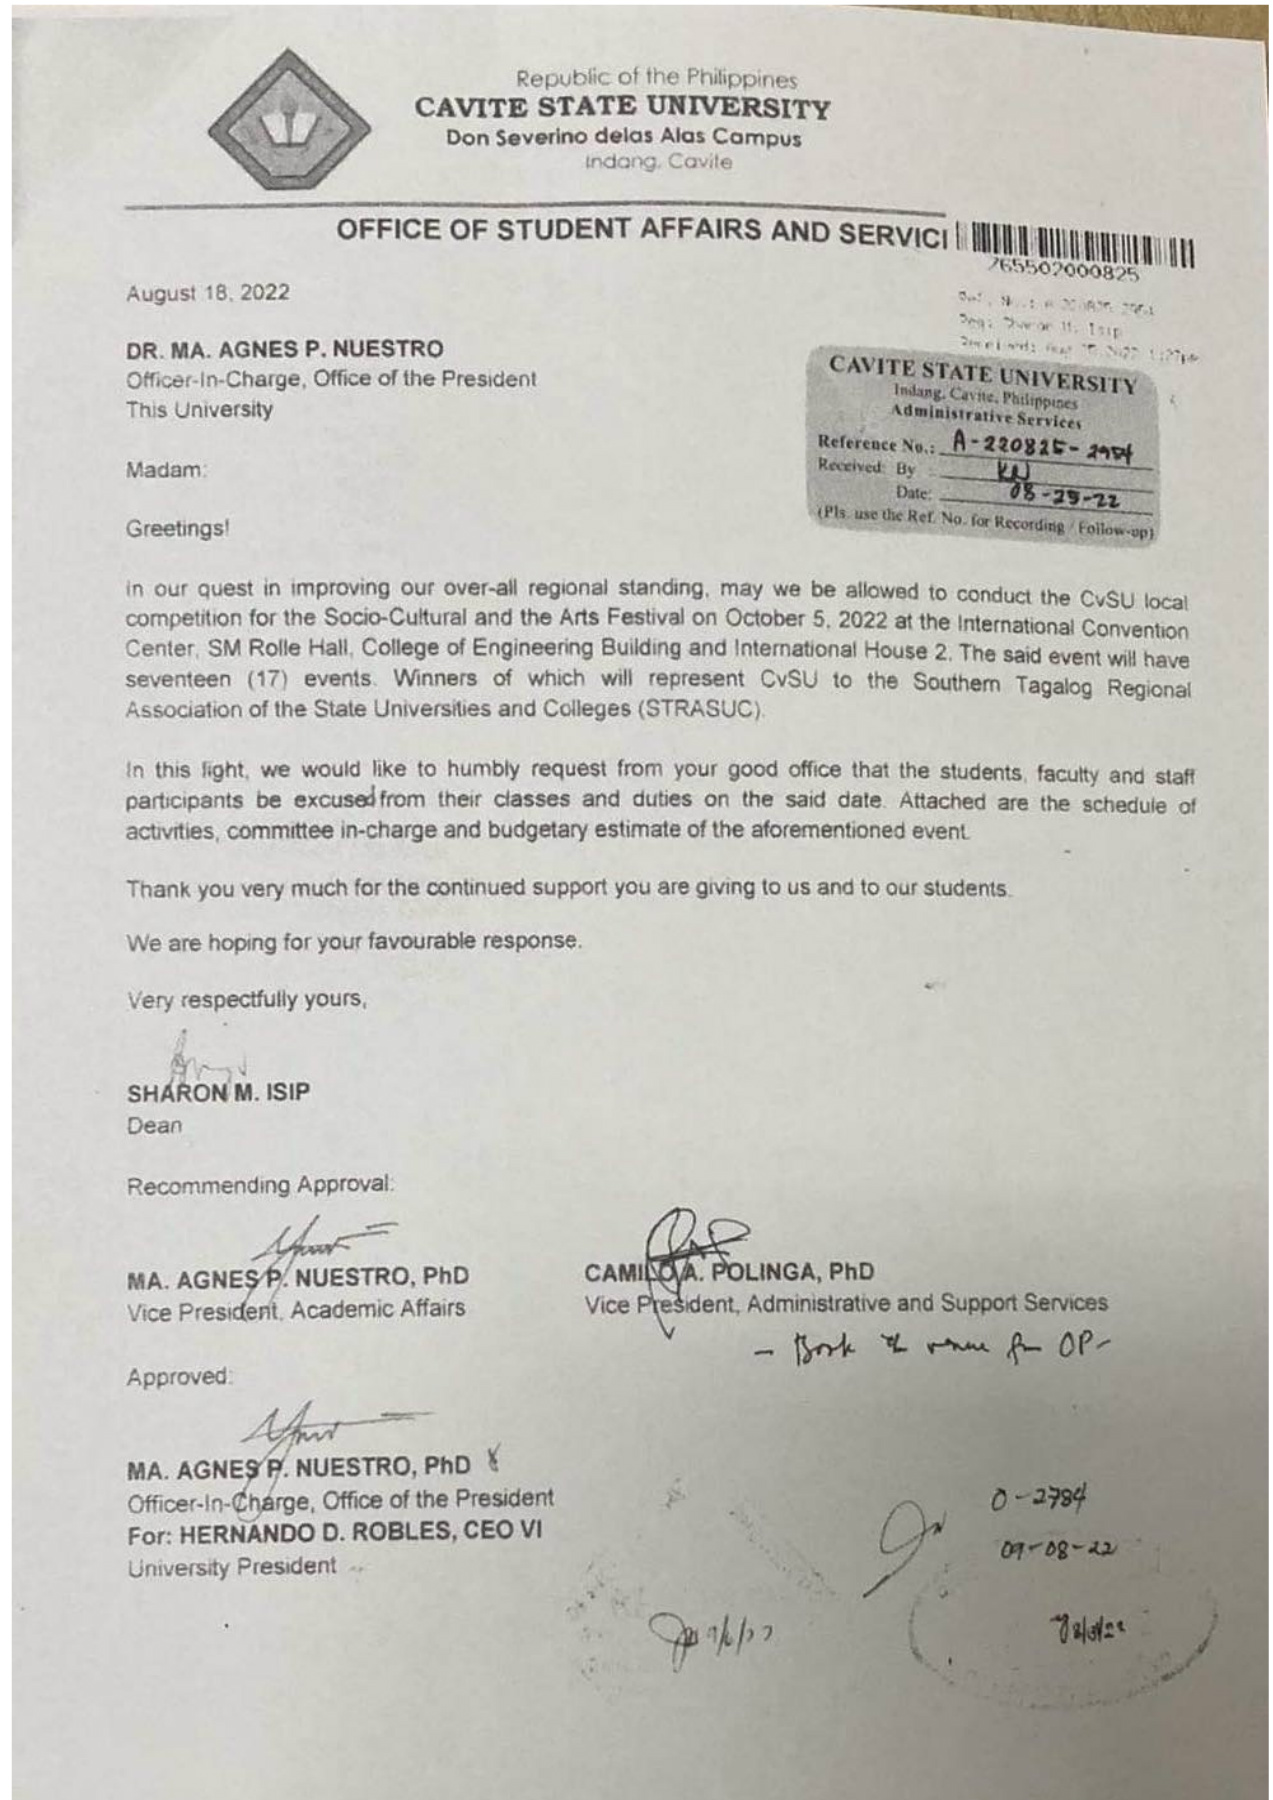 Republic of the Philippines
CAVITE STATE UNIVERSITY
Don Severino delas Alas Campus
Indang, Cavite
OFFICE OF STUDENT AFFAIRS AND SERVICI
765502000825
August 18, 2022
DR. MA. AGNES P. NUESTRO
Officer-In-Charge, Office of the President
This University
CAVITE STATE UNIVERSITY
Indang, Cavite, Philippines
Administrative Services
Reference No.: A-220825-2954
Received: By
Date: 08-25-22
(Pls. use the Ref. No. for Recording / Follow-up)
Madam:
Greetings!
In our quest in improving our over-all regional standing, may we be allowed to conduct the CvSU local
competition for the Socio-Cultural and the Arts Festival on October 5, 2022 at the International Convention
Center, SM Rolle Hall, College of Engineering Building and International House 2. The said event will have
seventeen (17) events. Winners of which will represent CvSU to the Southern Tagalog Regional
Association of the State Universities and Colleges (STRASUC).
In this light, we would like to humbly request from your good office that the students, faculty and staff
participants be excused from their classes and duties on the said date. Attached are the schedule of
activities, committee in-charge and budgetary estimate of the aforementioned event.
Thank you very much for the continued support you are giving to us and to our students.
We are hoping for your favourable response.
Very respectfully yours,
SHARON M. ISIP
Dean
Recommending Approval:
MA. AGNES P. NUESTRO, PhD
Vice President, Academic Affairs
CAMILO A. POLINGA, PhD
Vice President, Administrative and Support Services
- Book the venue for OP-
Approved:
MA. AGNES P. NUESTRO, PhD
Officer-In-Charge, Office of the President
For: HERNANDO D. ROBLES, CEO VI
University President
0-2784
09-08-22